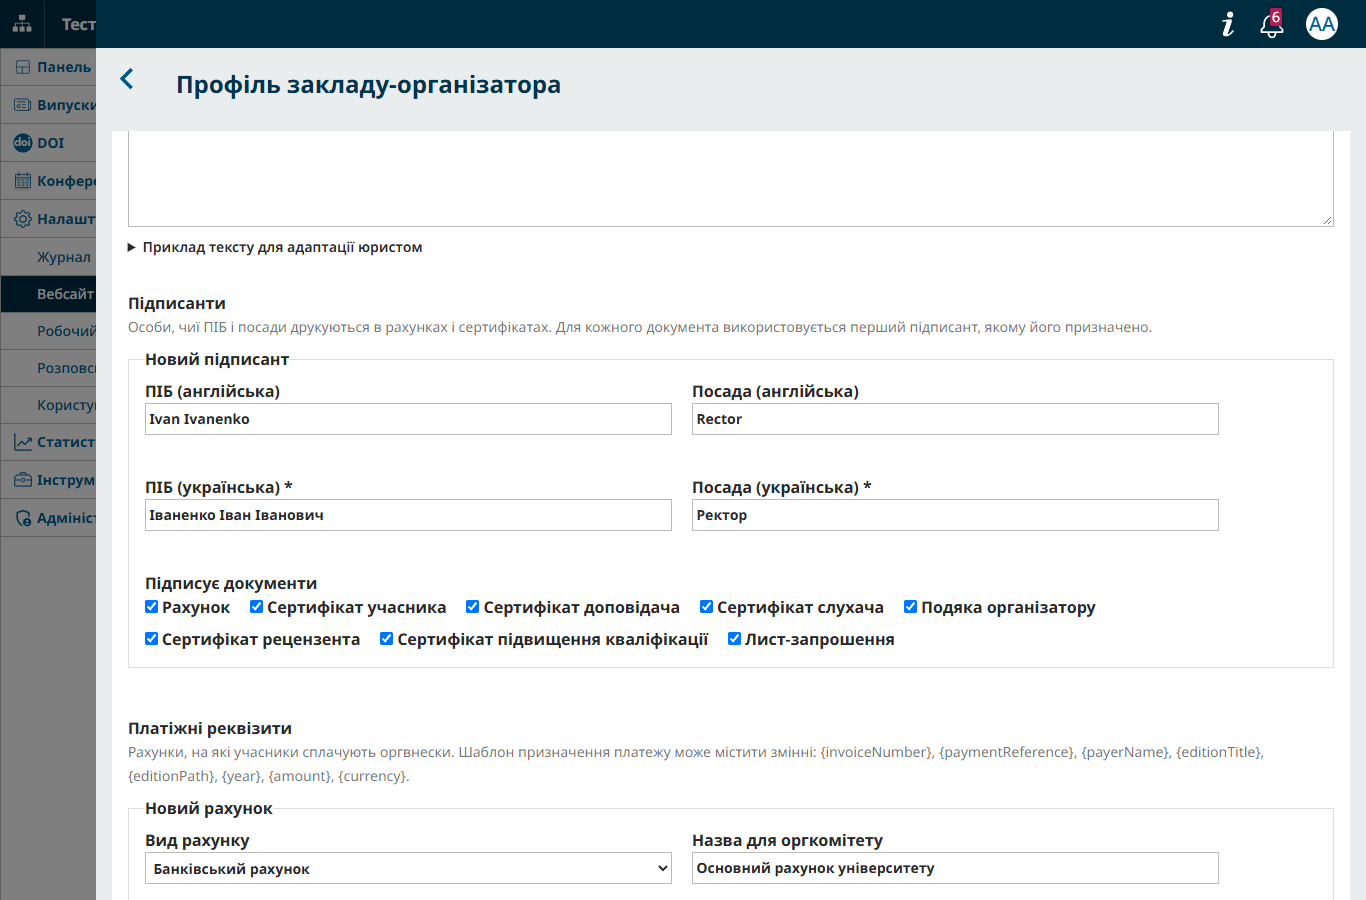 Тест
6
AA
Панель
Випуски
doi DOI
Конфере
Налашту
Журнал
Вебсайт
Робочий
Розповс
Користу
Статист
Інструм
Адмініст
Профіль закладу-організатора
Приклад тексту для адаптації юристом
Підписанти
Особи, чиї ПІБ і посади друкуються в рахунках і сертифікатах. Для кожного документа використовується перший підписант, якому його призначено.
Новий підписант
ПІБ (англійська) Посада (англійська)
Ivan Ivanenko Rector
ПІБ (українська) * Посада (українська) *
Іваненко Іван Іванович Ректор
Підписує документи
Рахунок Сертифікат учасника Сертифікат доповідача Сертифікат слухача Подяка організатору
Сертифікат рецензента Сертифікат підвищення кваліфікації Лист-запрошення
Платіжні реквізити
Рахунки, на які учасники сплачують оргвнески. Шаблон призначення платежу може містити змінні: {invoiceNumber}, {paymentReference}, {payerName}, {editionTitle},
{editionPath}, {year}, {amount}, {currency}.
Новий рахунок
Вид рахунку Назва для оргкомітету
Банківський рахунок Основний рахунок університету